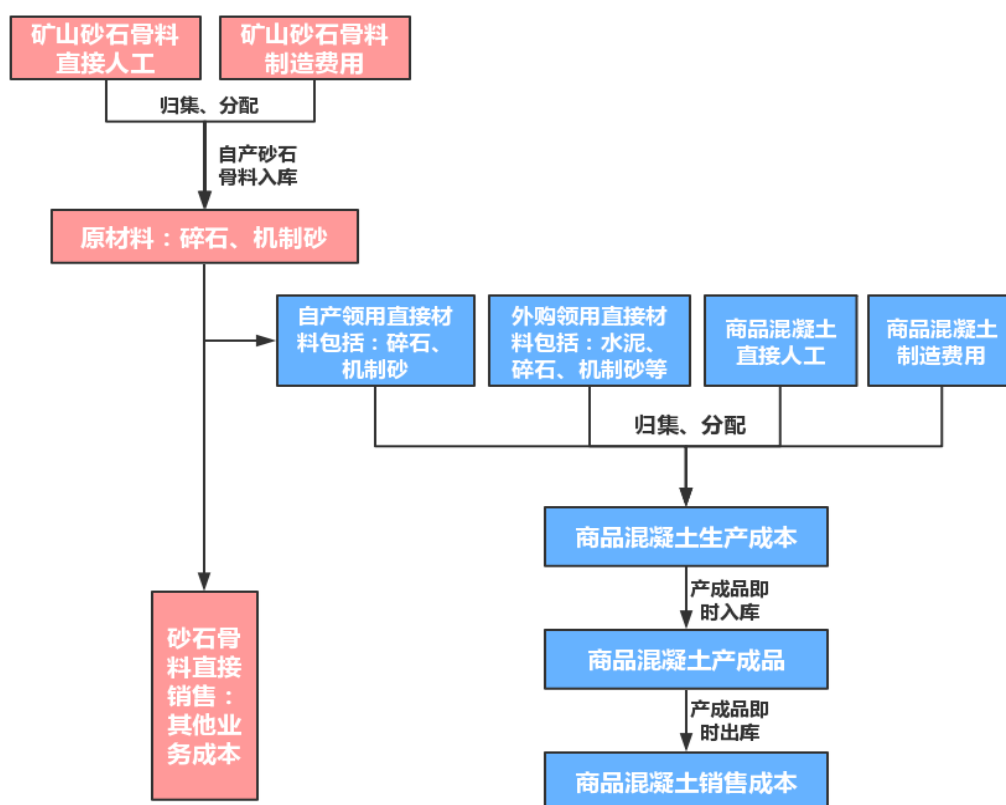 矿山砂石骨料
直接人工
矿山砂石骨料
制造费用
归集、分配
自产砂石
骨料入库
原材料：碎石、机制砂
自产领用直接材
料包括：碎石、
机制砂
外购领用直接材
料包括：水泥、
碎石、机制砂等
商品混凝土
直接人工
商品混凝土
制造费用
归集、分配
商品混凝土生产成本
产成品即
时入库
商品混凝土产成品
产成品即
时出库
商品混凝土销售成本
砂石骨
料直接
销售：
其他业
务成本